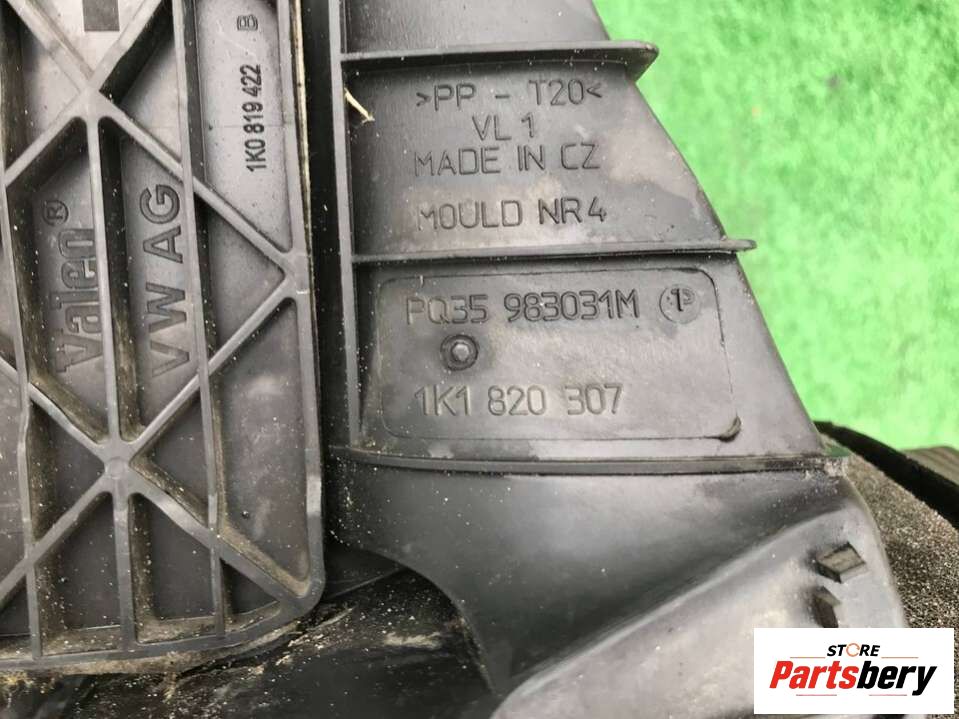 1K0 819 422 B
Valeo®
VW AG
>PP - T20<
VL 1
MADE IN CZ
MOULD NR4
PQ35 983031M 1P
1K1 820 307
STORE
Partsbery